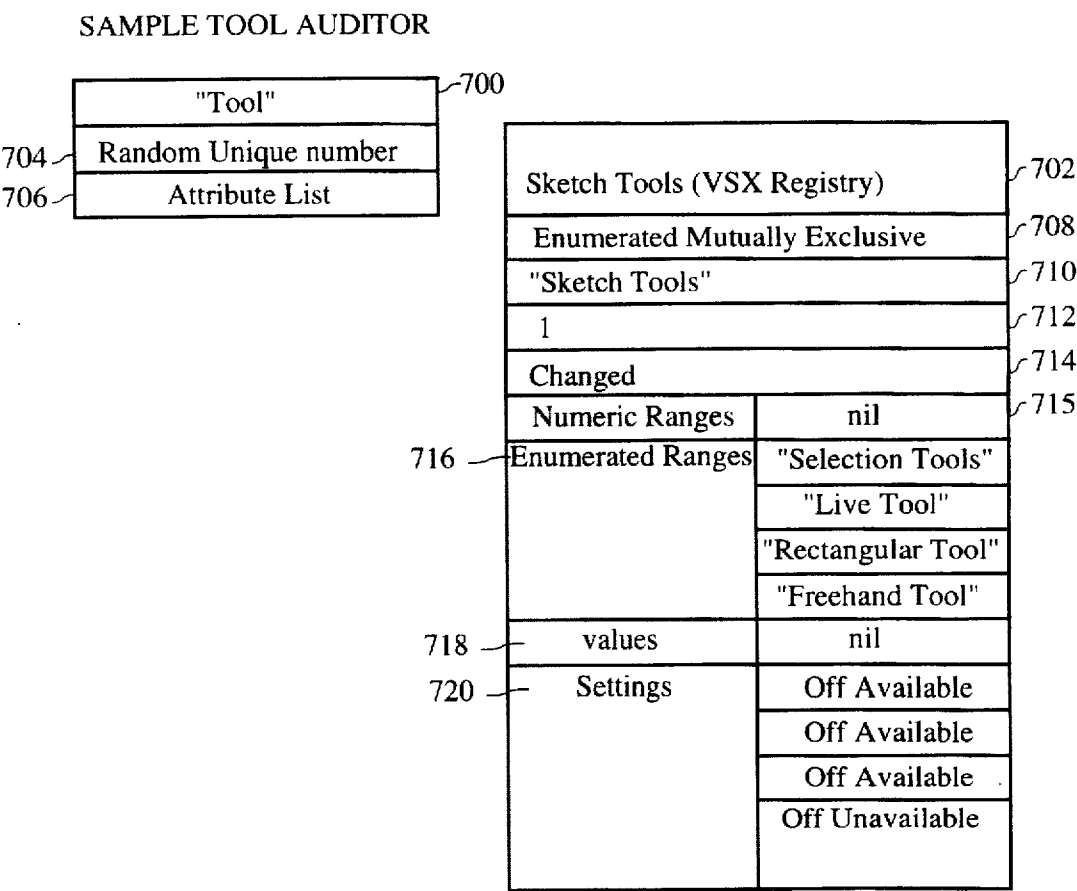 SAMPLE TOOL AUDITOR
700
"Tool"
704 Random Unique number
706 Attribute List
Sketch Tools (VSX Registry) 702
Enumerated Mutually Exclusive 708
"Sketch Tools" 710
1 712
Changed 714
Numeric Ranges nil 715
716 Enumerated Ranges "Selection Tools"
"Live Tool"
"Rectangular Tool"
"Freehand Tool"
718 values nil
720 Settings Off Available
Off Available
Off Available
Off Unavailable